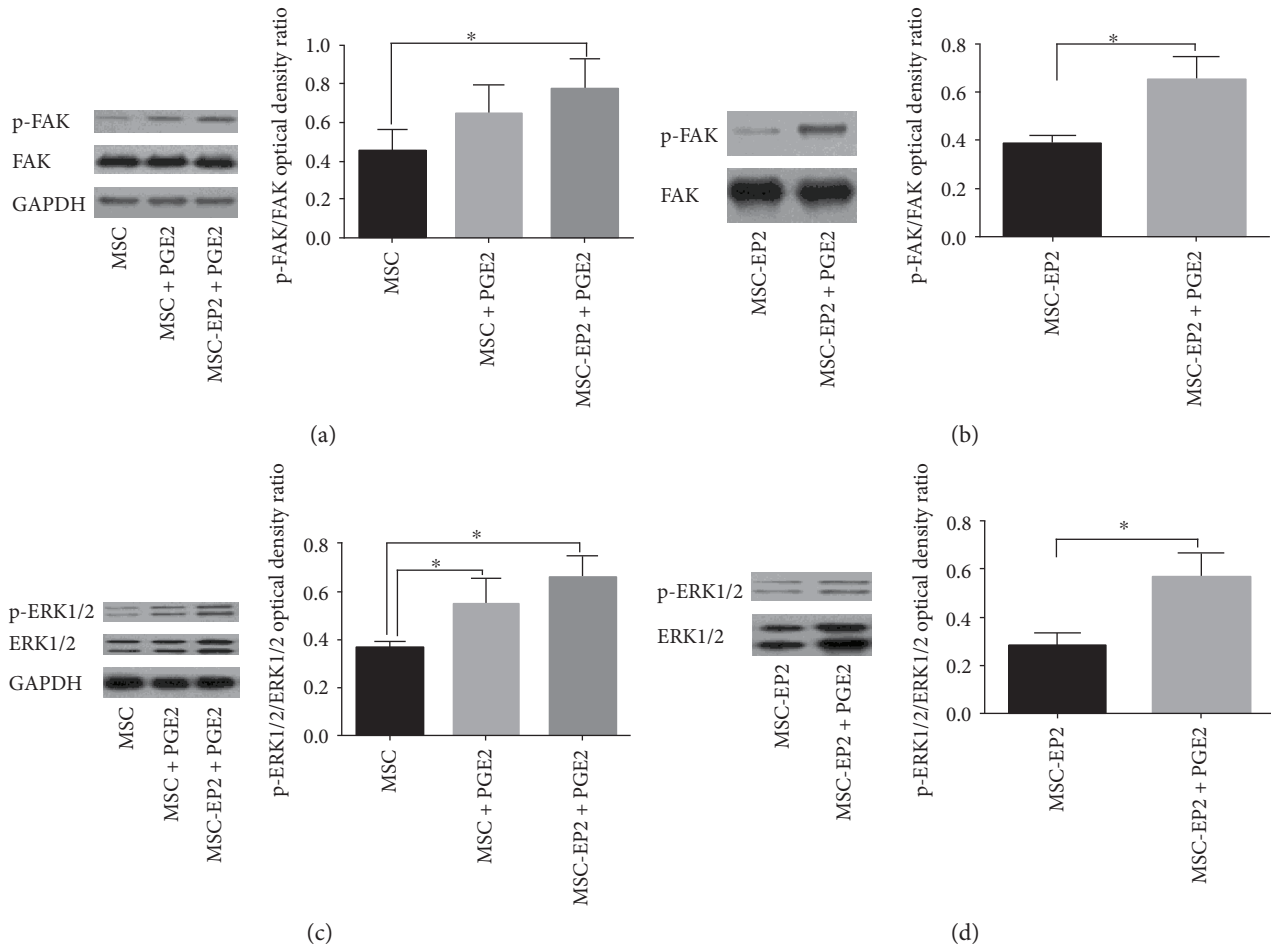 p-FAK
FAK
GAPDH
MSC
MSC + PGE2
MSC-EP2 + PGE2
p-FAK/FAK optical density ratio
1.0
0.8
0.6
0.4
0.2
0.0
*
MSC
MSC + PGE2
MSC-EP2 + PGE2
(a)
p-FAK
FAK
MSC-EP2
MSC-EP2 + PGE2
p-FAK/FAK optical density ratio
0.8
0.6
0.4
0.2
0.0
*
MSC-EP2
MSC-EP2 + PGE2
(b)
p-ERK1/2
ERK1/2
GAPDH
MSC
MSC + PGE2
MSC-EP2 + PGE2
p-ERK1/2/ERK1/2 optical density ratio
0.8
0.6
0.4
0.2
0.0
*
*
MSC
MSC + PGE2
MSC-EP2 + PGE2
(c)
p-ERK1/2
ERK1/2
MSC-EP2
MSC-EP2 + PGE2
p-ERK1/2/ERK1/2 optical density ratio
0.8
0.6
0.4
0.2
0.0
*
MSC-EP2
MSC-EP2 + PGE2
(d)